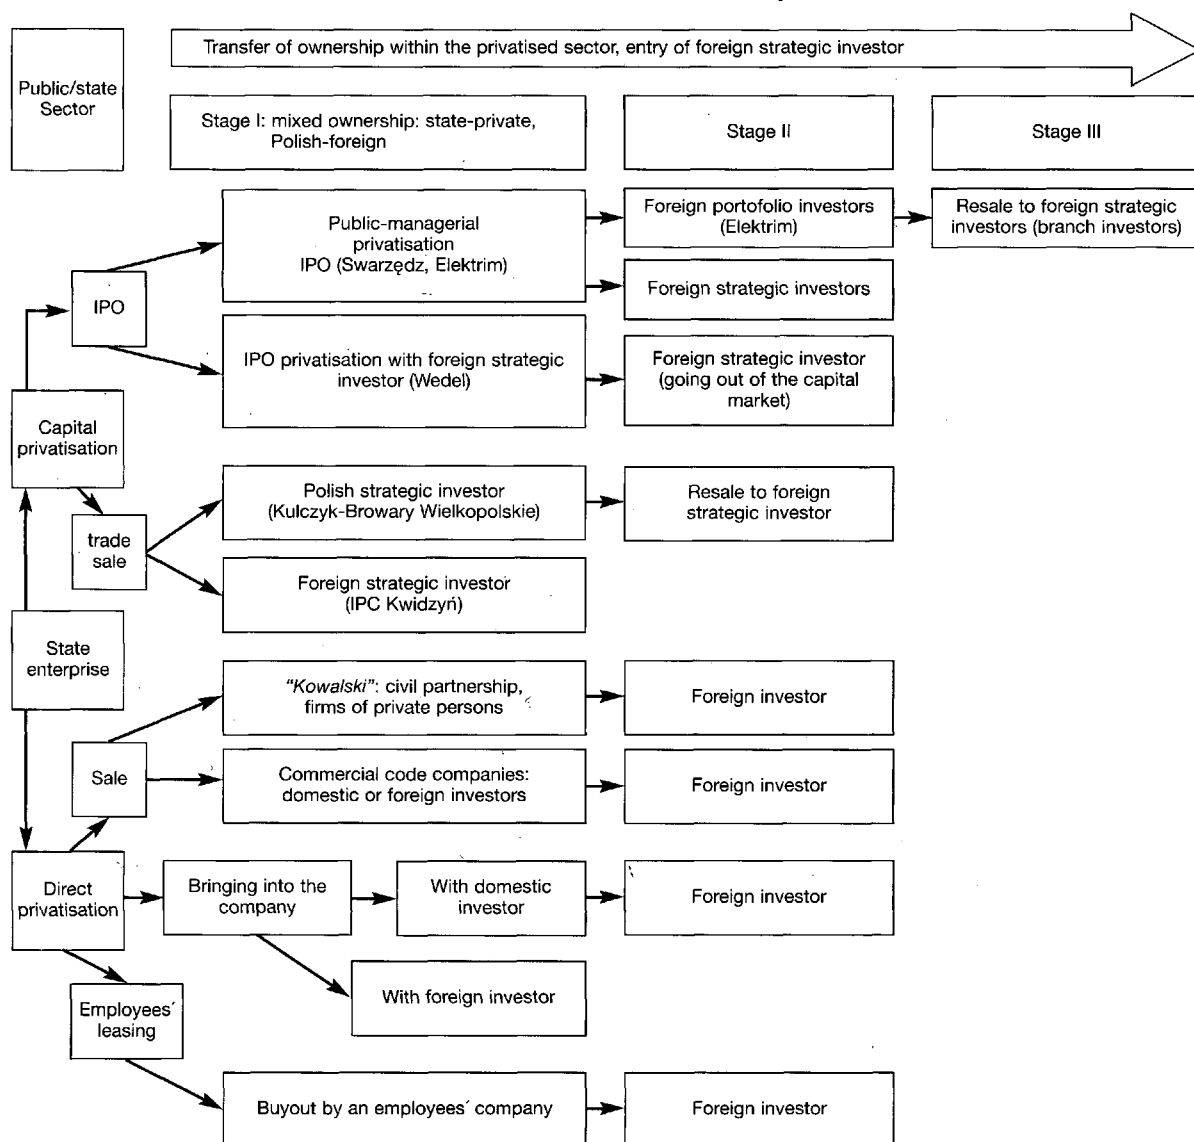 Transfer of ownership within the privatised sector, entry of foreign strategic investor
Public/state
Sector
Stage I: mixed ownership: state-private,
Polish-foreign
Stage II
Stage III
Public-managerial
privatisation
IPO (Swarzędz, Elektrim)
Foreign portofolio investors
(Elektrim)
Resale to foreign strategic
investors (branch investors)
IPO
Foreign strategic investors
IPO privatisation with foreign strategic
investor (Wedel)
Foreign strategic investor
(going out of the capital
market)
Capital
privatisation
Polish strategic investor
(Kulczyk-Browary Wielkopolskie)
Resale to foreign
strategic investor
trade
sale
Foreign strategic investor
(IPC Kwidzyń)
State
enterprise
"Kowalski": civil partnership,
firms of private persons
Foreign investor
Sale
Commercial code companies:
domestic or foreign investors
Foreign investor
Direct
privatisation
Bringing into the
company
With domestic
investor
Foreign investor
With foreign investor
Employees´
leasing
Buyout by an employees´ company
Foreign investor